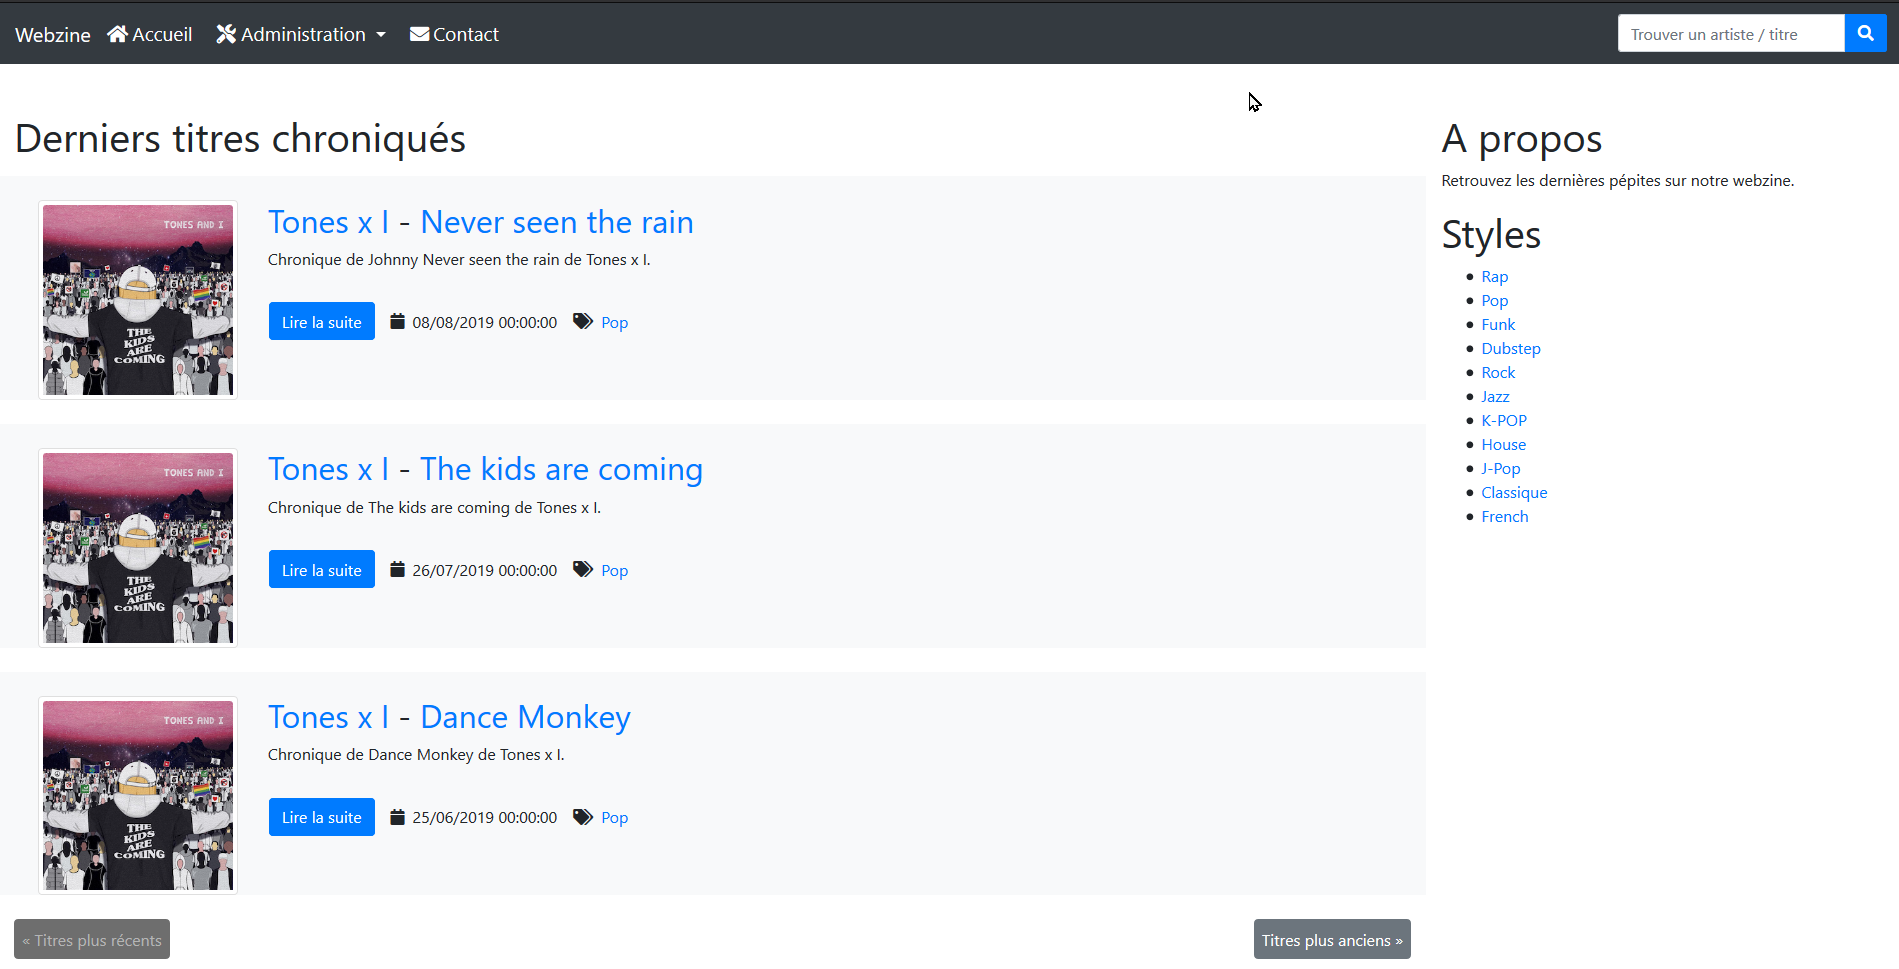 Webzine Accueil Administration Contact Trouver un artiste / titre
Derniers titres chroniqués
TONES AND I
THE KIDS ARE COMING
Tones x I - Never seen the rain
Chronique de Johnny Never seen the rain de Tones x I.
Lire la suite 08/08/2019 00:00:00 Pop
TONES AND I
THE KIDS ARE COMING
Tones x I - The kids are coming
Chronique de The kids are coming de Tones x I.
Lire la suite 26/07/2019 00:00:00 Pop
TONES AND I
THE KIDS ARE COMING
Tones x I - Dance Monkey
Chronique de Dance Monkey de Tones x I.
Lire la suite 25/06/2019 00:00:00 Pop
« Titres plus récents Titres plus anciens »
A propos
Retrouvez les dernières pépites sur notre webzine.
Styles
Rap
Pop
Funk
Dubstep
Rock
Jazz
K-POP
House
J-Pop
Classique
French